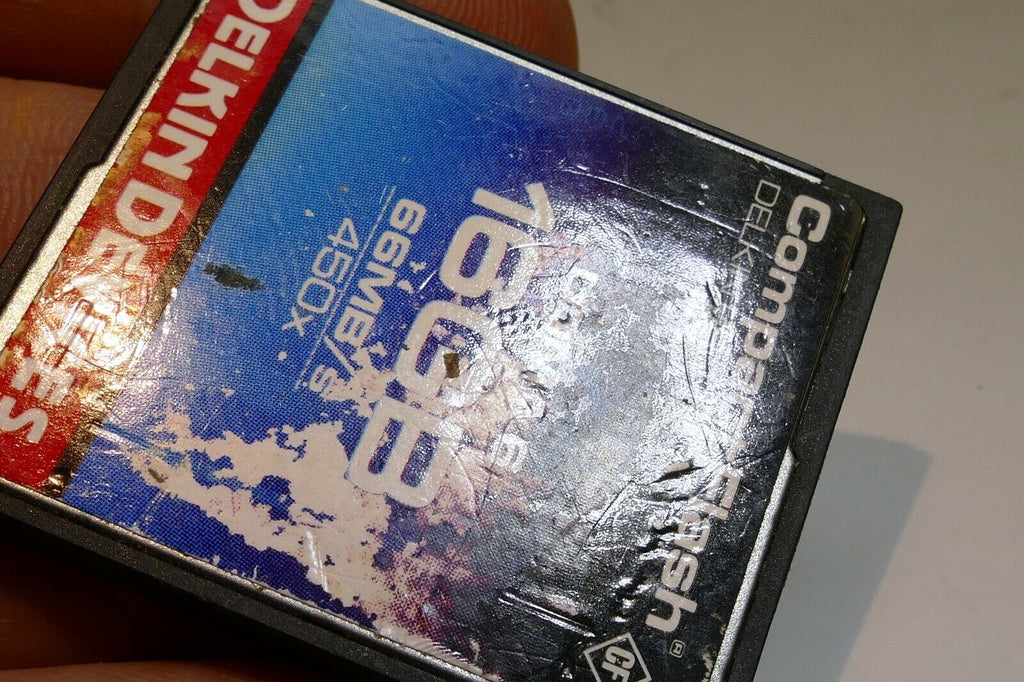 CompactFlash®
DELKIN
16GB
66MB/s
450x
DELKIN DEVICES
CF